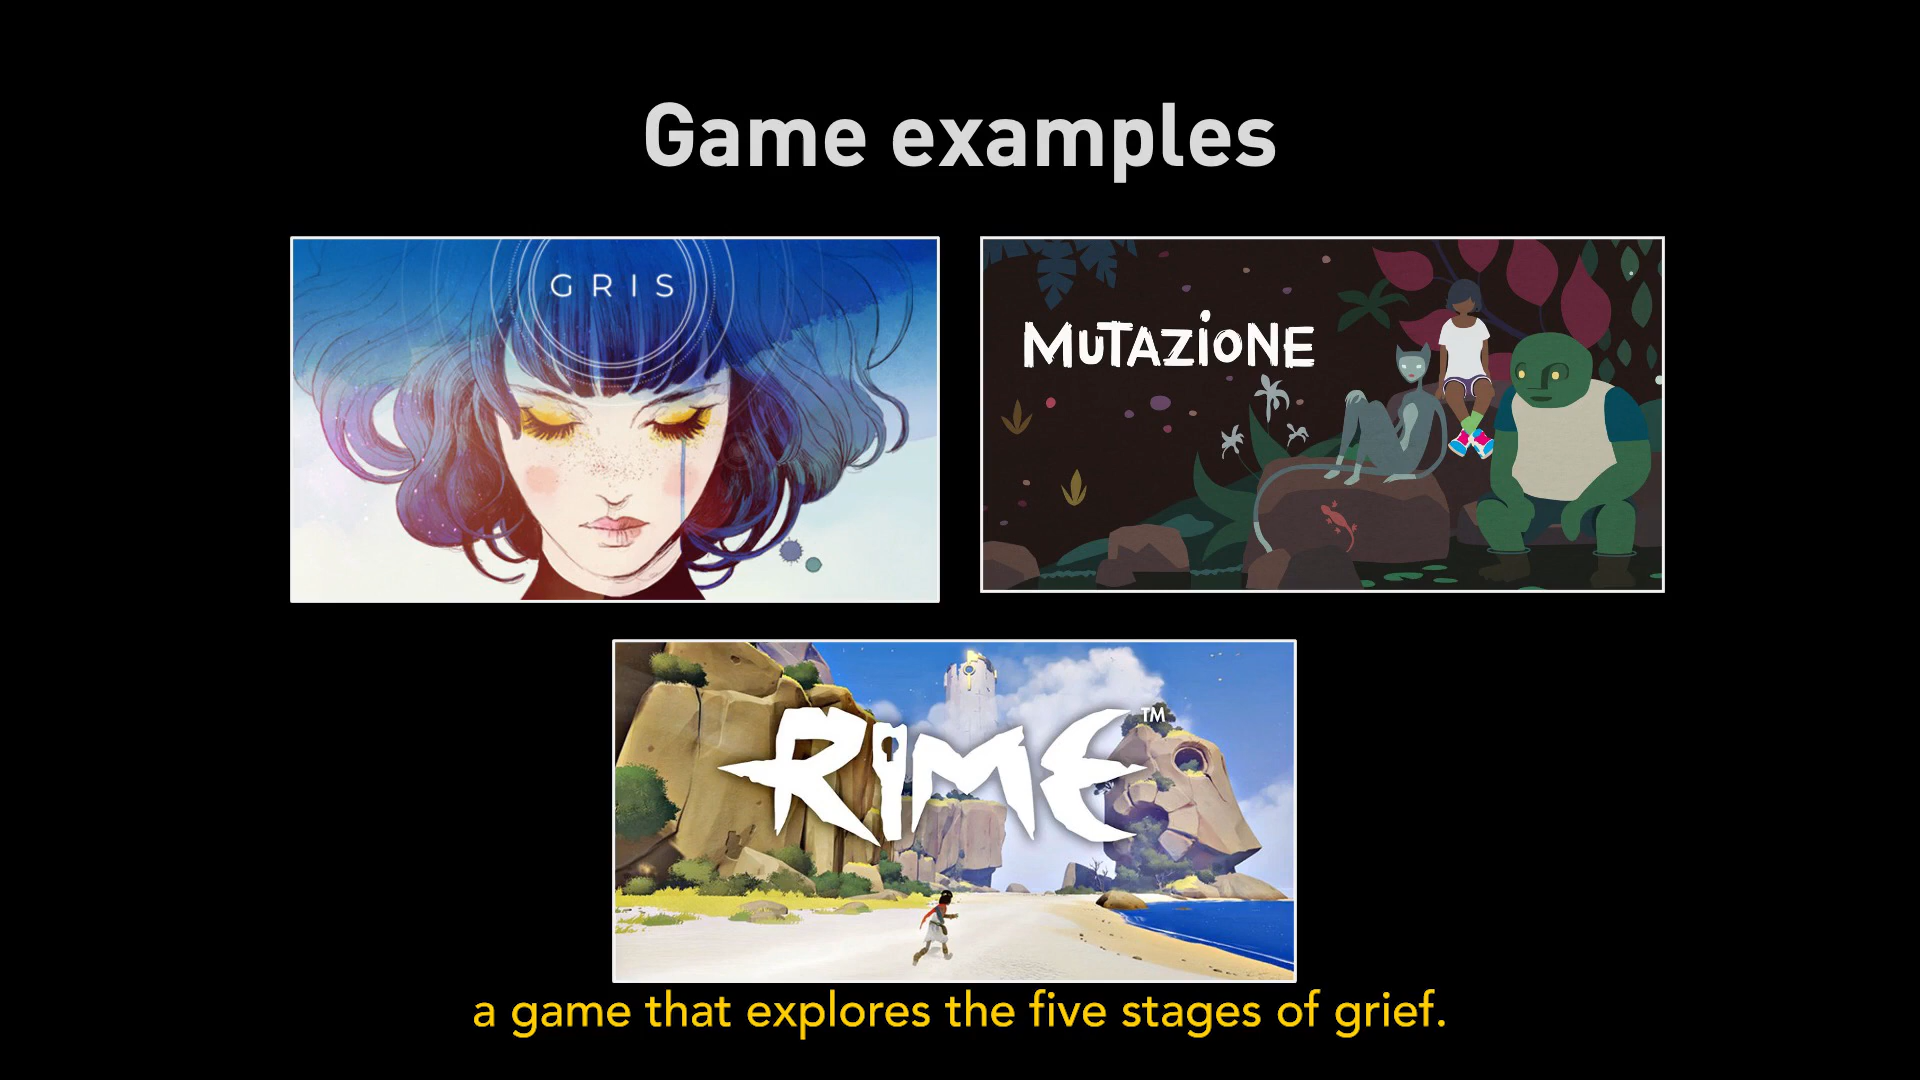 Game examples
GRIS
MUTAZIONE
RIME™
a game that explores the five stages of grief.